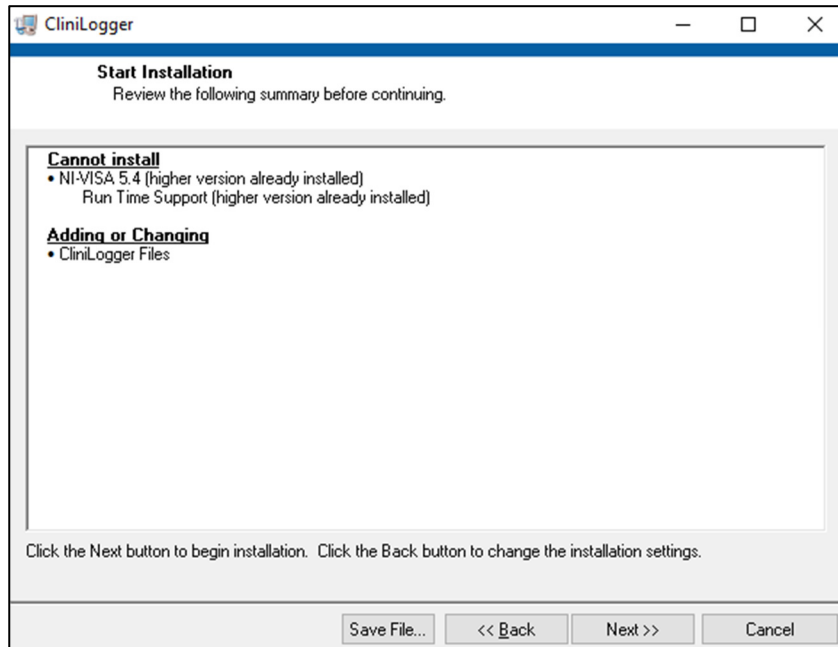 CliniLogger
Start Installation
Review the following summary before continuing.
Cannot install
• NI-VISA 5.4 (higher version already installed)
Run Time Support (higher version already installed)
Adding or Changing
• CliniLogger Files
Click the Next button to begin installation.  Click the Back button to change the installation settings.
Save File...
<< Back
Next >>
Cancel